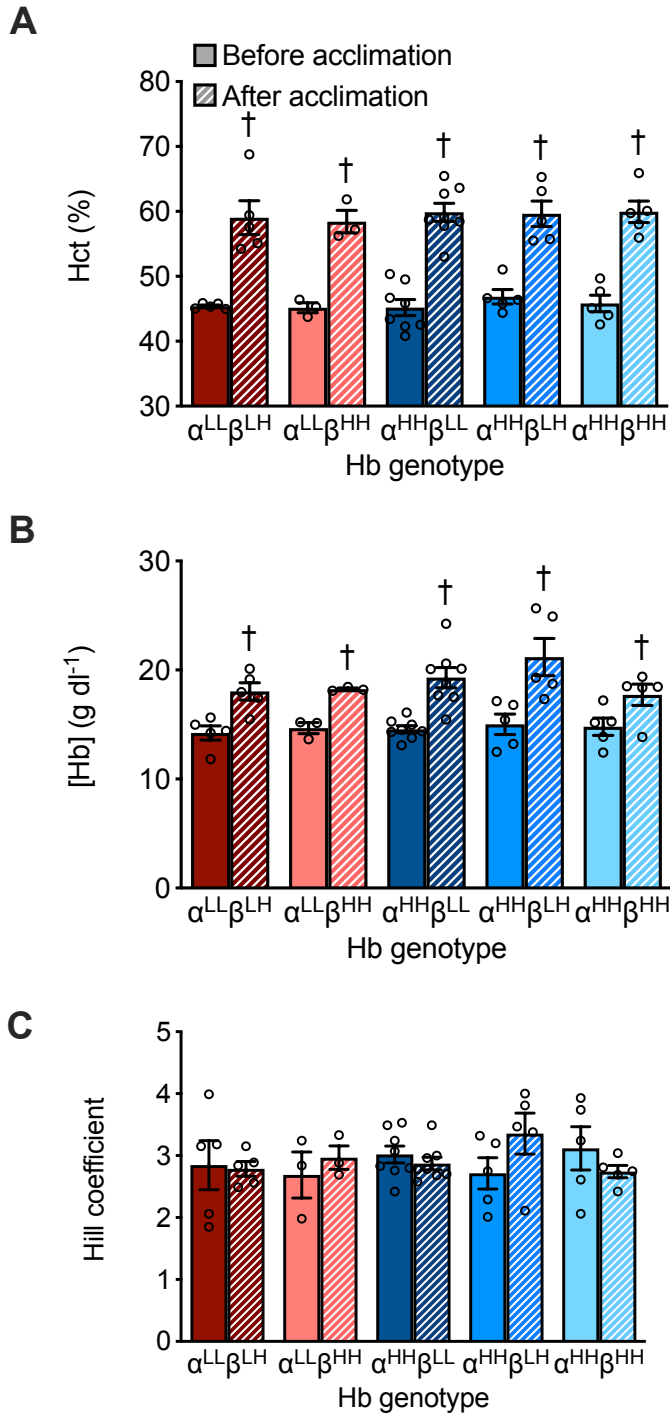 A
Before acclimation
After acclimation
80
70
60
50
40
30
Hct (%)
† † † † †
αᴸᴸβᴸᴴ αᴸᴸβᴴᴴ αᴴᴴβᴸᴸ αᴴᴴβᴸᴴ αᴴᴴβᴴᴴ
Hb genotype
B
30
20
10
0
[Hb] (g dl⁻¹)
† † † † †
αᴸᴸβᴸᴴ αᴸᴸβᴴᴴ αᴴᴴβᴸᴸ αᴴᴴβᴸᴴ αᴴᴴβᴴᴴ
Hb genotype
C
5
4
3
2
1
0
Hill coefficient
αᴸᴸβᴸᴴ αᴸᴸβᴴᴴ αᴴᴴβᴸᴸ αᴴᴴβᴸᴴ αᴴᴴβᴴᴴ
Hb genotype